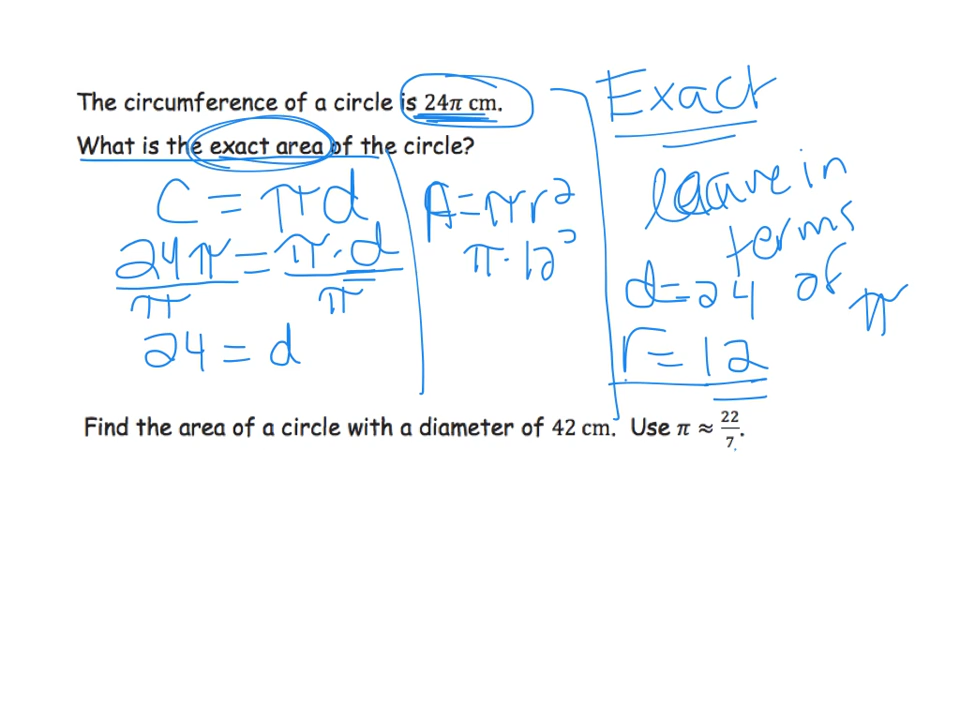 The circumference of a circle is 24π cm.
What is the exact area of the circle?
C = πd
24π = π · d
π π
24 = d
A = πr²
π · 12²
Exact
leave in
terms
of π
d = 24
r = 12
Find the area of a circle with a diameter of 42 cm. Use π ≈ 22/7.